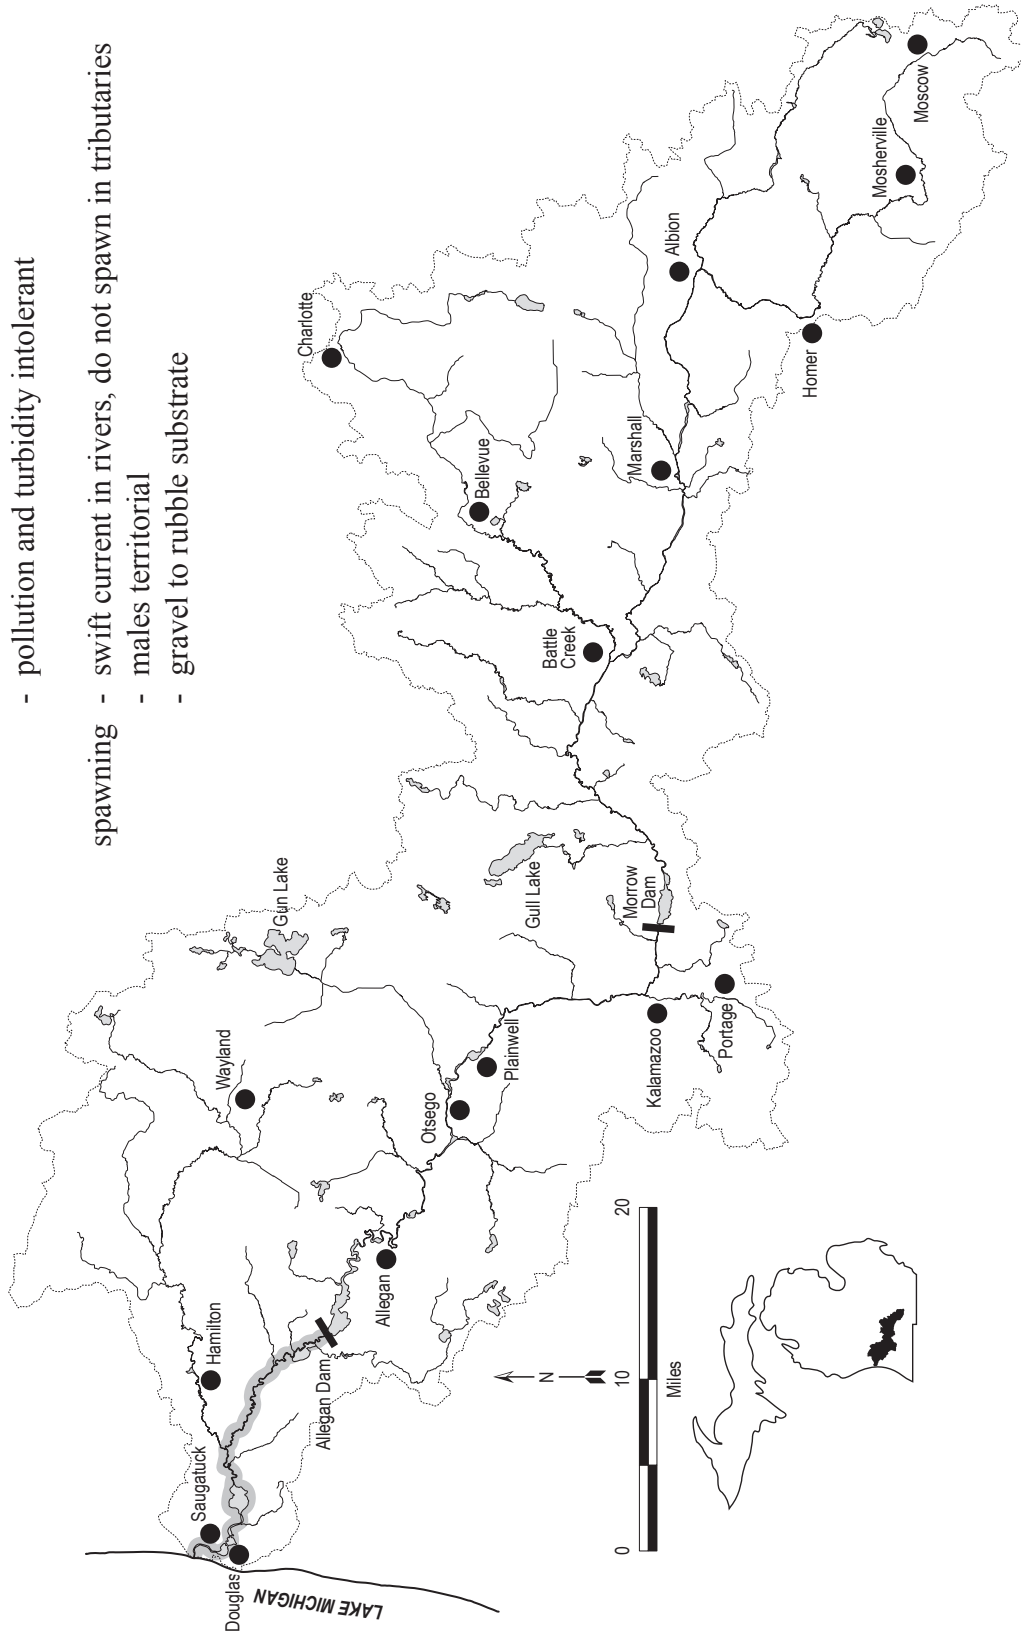 - pollution and turbidity intolerant
spawning - swift current in rivers, do not spawn in tributaries
- males territorial
- gravel to rubble substrate
LAKE MICHIGAN
Douglas
Saugatuck
Hamilton
Allegan Dam
Allegan
Wayland
Otsego
Plainwell
Gun Lake
Kalamazoo
Portage
Morrow
Dam
Gull Lake
Battle
Creek
Bellevue
Charlotte
Marshall
Albion
Homer
Mosherville
Moscow
N
0
10
20
Miles